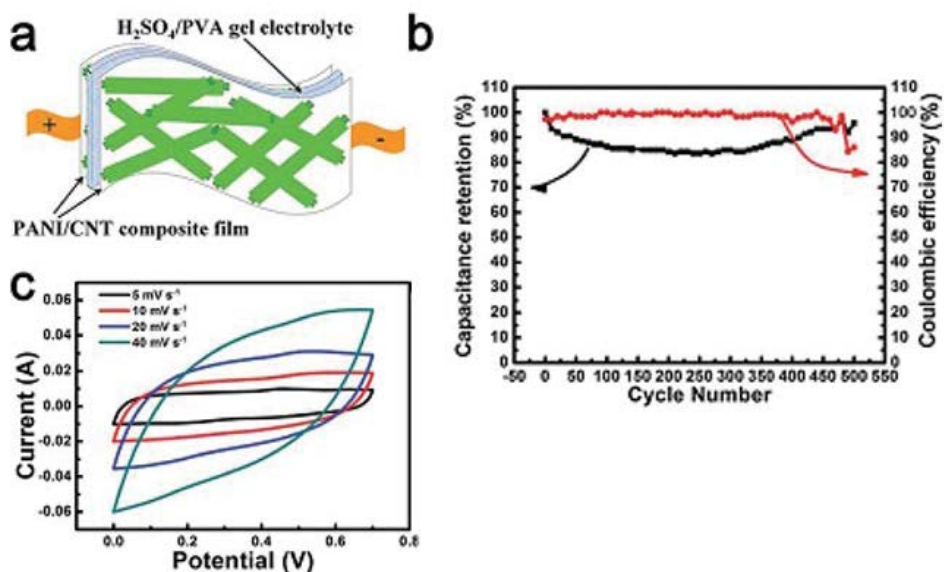 a
H₂SO₄/PVA gel electrolyte
+
-
PANI/CNT composite film
b
Capacitance retention (%)
110
100
90
80
70
60
50
40
30
20
10
0
-50 0 50 100 150 200 250 300 350 400 450 500 550
Cycle Number
110
100
90
80
70
60
50
40
30
20
10
0
Coulombic efficiency (%)
c
5 mV s⁻¹
10 mV s⁻¹
20 mV s⁻¹
40 mV s⁻¹
Current (A)
0.06
0.04
0.02
0.00
-0.02
-0.04
-0.06
0.0 0.2 0.4 0.6 0.8
Potential (V)